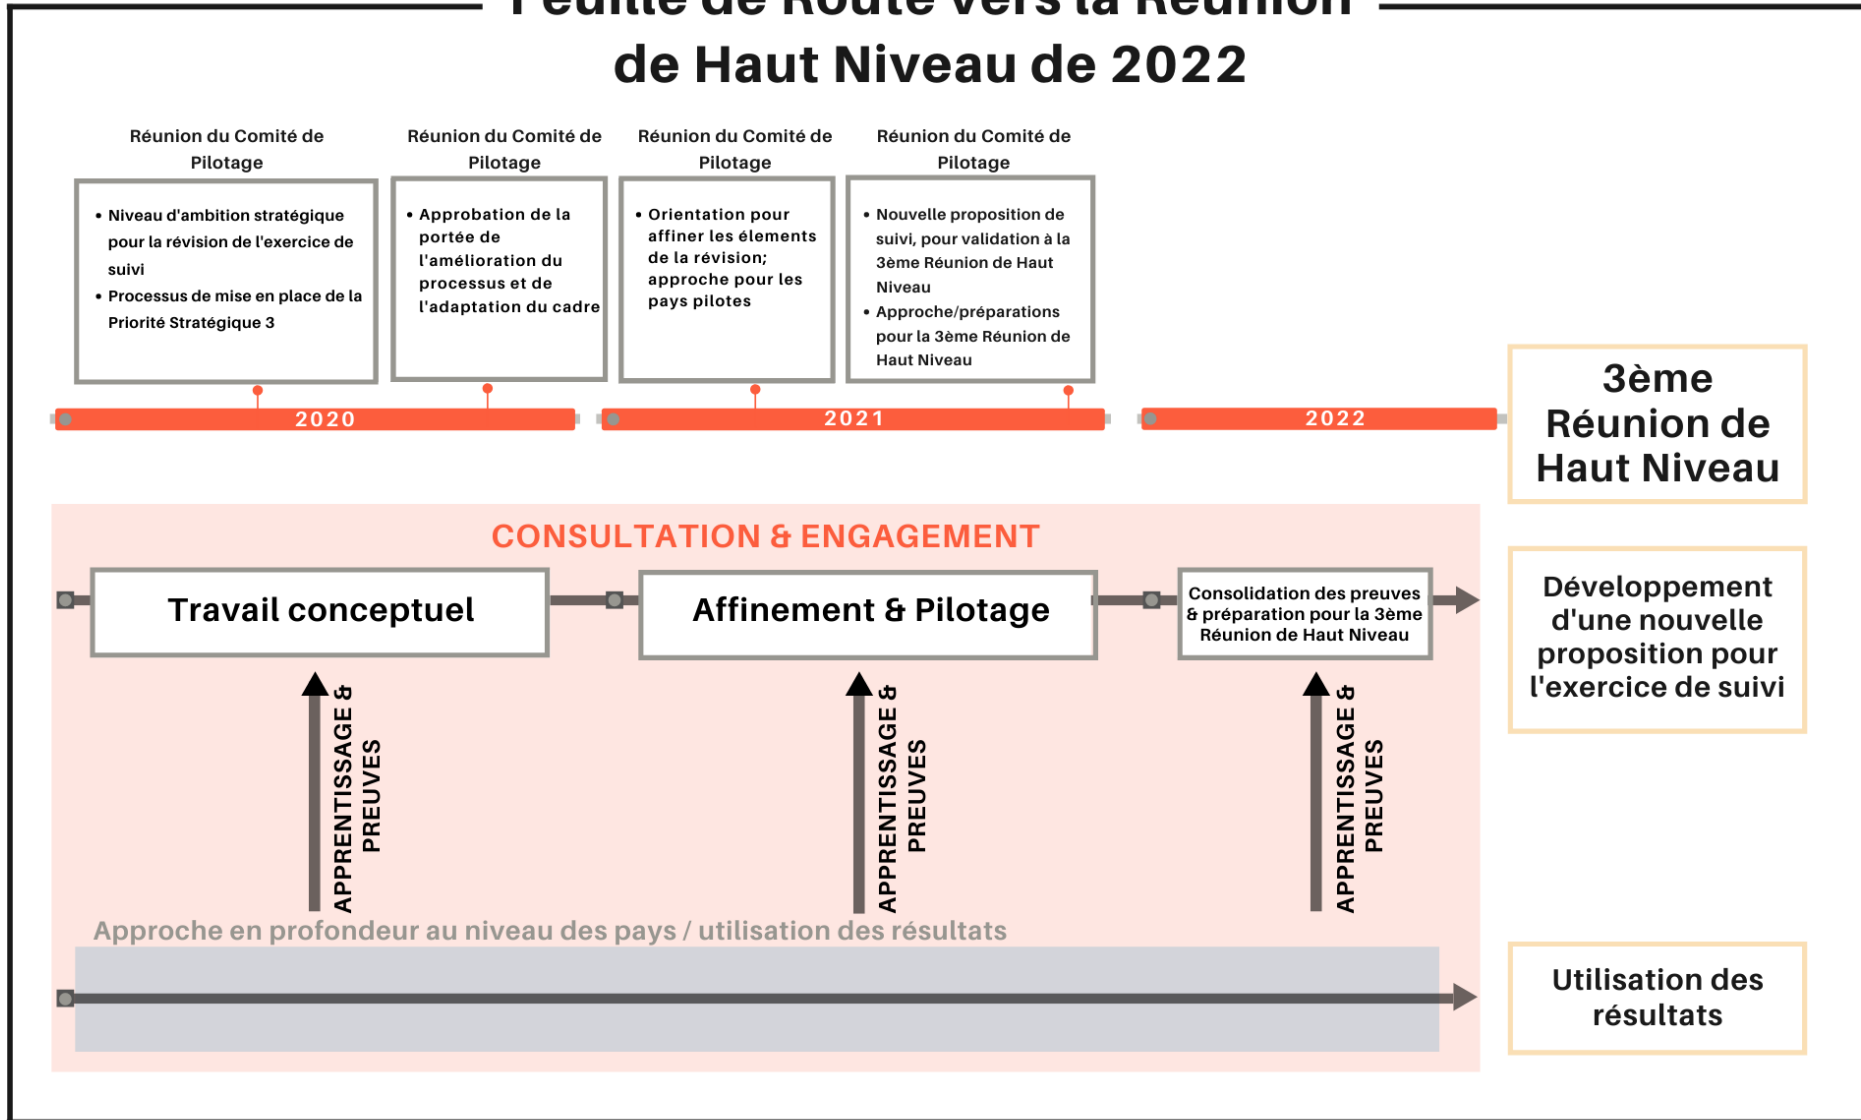 Feuille de Route vers la Réunion
de Haut Niveau de 2022
Réunion du Comité de
Pilotage
• Niveau d'ambition stratégique
pour la révision de l'exercice de
suivi
• Processus de mise en place de la
Priorité Stratégique 3
Réunion du Comité de
Pilotage
• Approbation de la
portée de
l'amélioration du
processus et de
l'adaptation du cadre
Réunion du Comité de
Pilotage
• Orientation pour
affiner les élements
de la révision;
approche pour les
pays pilotes
Réunion du Comité de
Pilotage
• Nouvelle proposition de
suivi, pour validation à la
3ème Réunion de Haut
Niveau
• Approche/préparations
pour la 3ème Réunion de
Haut Niveau
2020
2021
2022
3ème
Réunion de
Haut Niveau
CONSULTATION & ENGAGEMENT
Travail conceptuel
Affinement & Pilotage
Consolidation des preuves
& préparation pour la 3ème
Réunion de Haut Niveau
Développement
d'une nouvelle
proposition pour
l'exercice de suivi
APPRENTISSAGE &
PREUVES
APPRENTISSAGE &
PREUVES
APPRENTISSAGE &
PREUVES
Approche en profondeur au niveau des pays / utilisation des résultats
Utilisation des
résultats